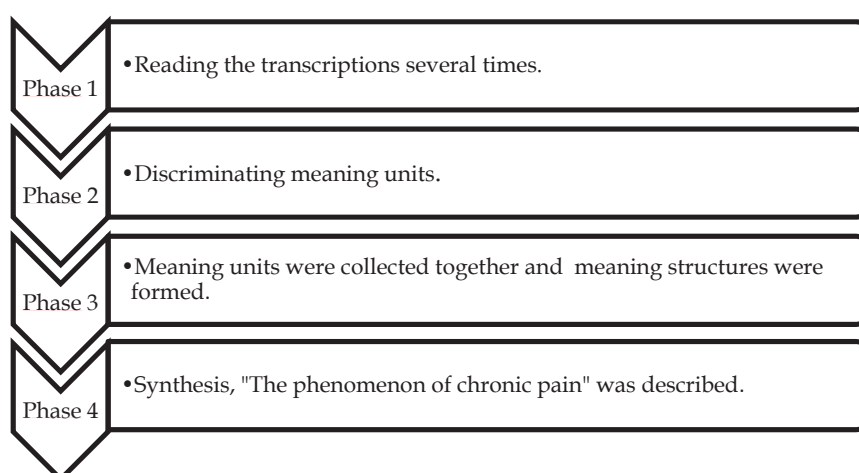 Phase 1
•Reading the transcriptions several times.
Phase 2
•Discriminating meaning units.
Phase 3
•Meaning units were collected together and meaning structures were
formed.
Phase 4
•Synthesis, "The phenomenon of chronic pain" was described.